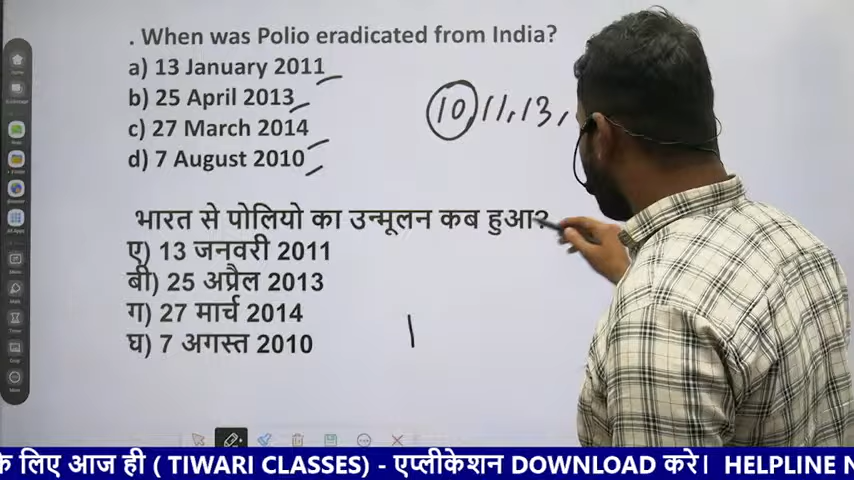 . When was Polio eradicated from India?
a) 13 January 2011
b) 25 April 2013
c) 27 March 2014
d) 7 August 2010
10, 11, 13,
भारत से पोलियो का उन्मूलन कब हुआ?
ए) 13 जनवरी 2011
बी) 25 अप्रैल 2013
ग) 27 मार्च 2014
घ) 7 अगस्त 2010
के लिए आज ही ( TIWARI CLASSES) - एप्लीकेशन DOWNLOAD करे। HELPLINE N